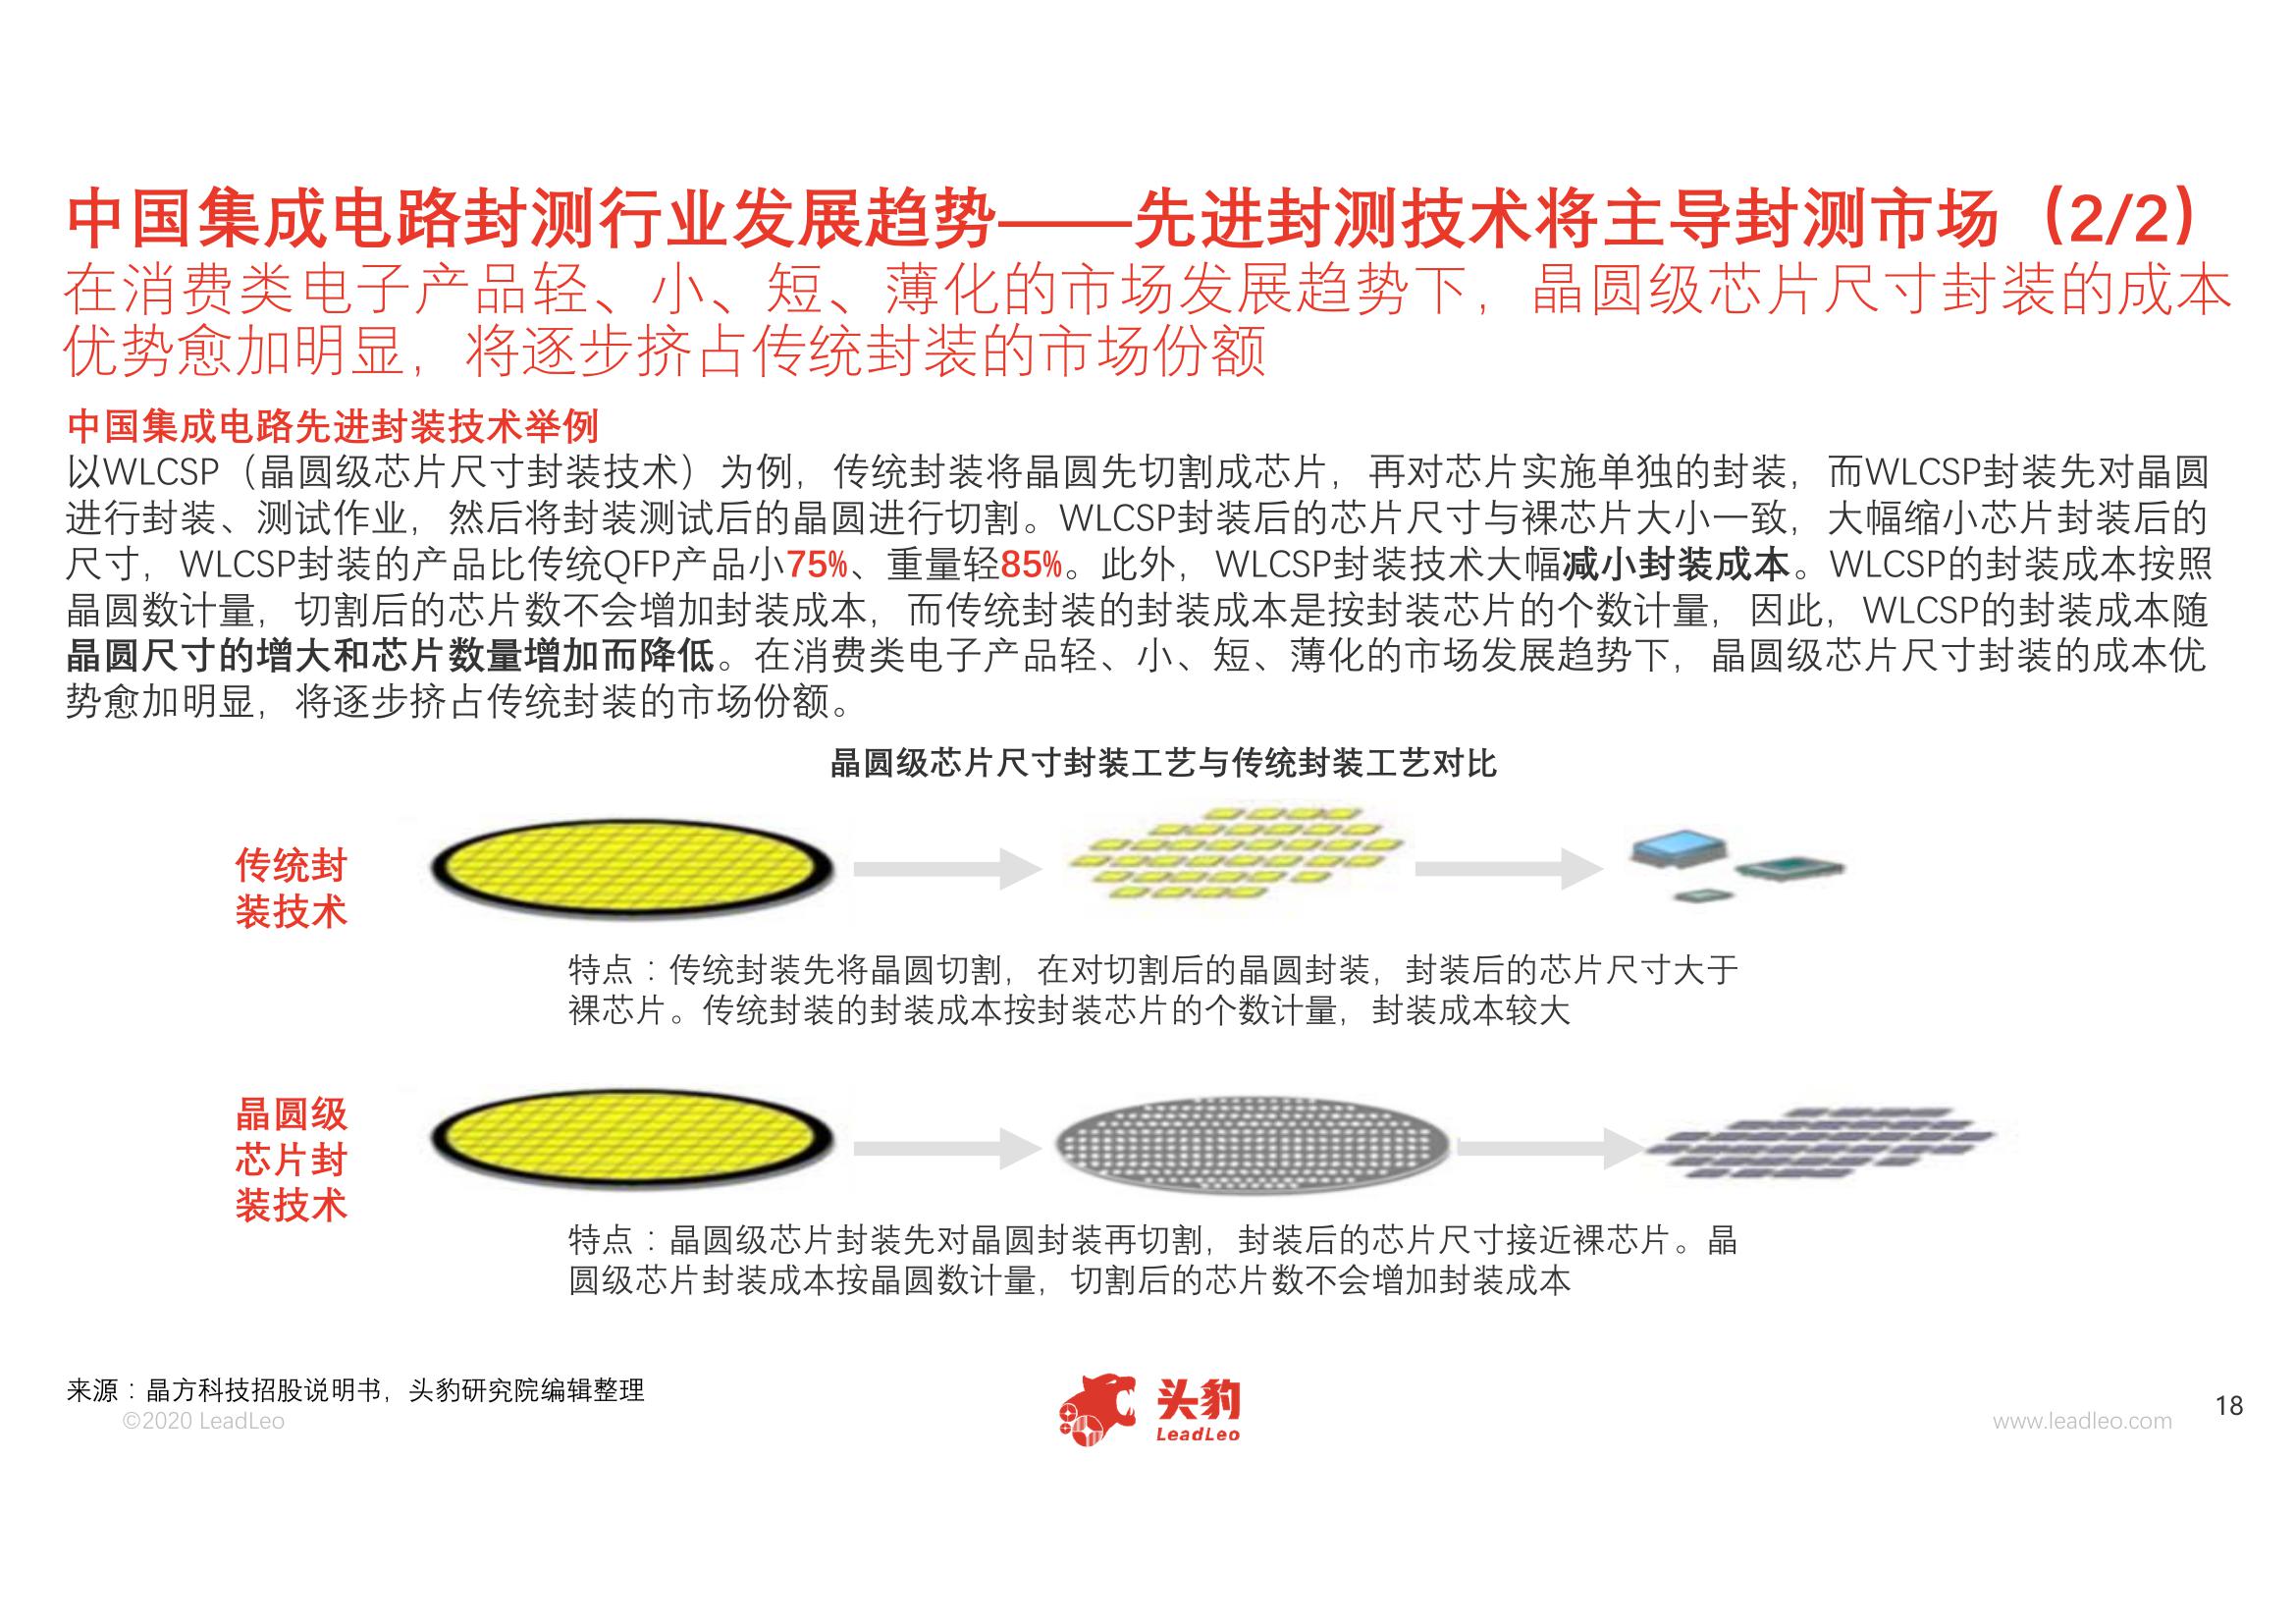 中国集成电路封测行业发展趋势——先进封测技术将主导封测市场（2/2）
在消费类电子产品轻、小、短、薄化的市场发展趋势下，晶圆级芯片尺寸封装的成本
优势愈加明显，将逐步挤占传统封装的市场份额
中国集成电路先进封装技术举例
以WLCSP（晶圆级芯片尺寸封装技术）为例，传统封装将晶圆先切割成芯片，再对芯片实施单独的封装，而WLCSP封装先对晶圆
进行封装、测试作业，然后将封装测试后的晶圆进行切割。WLCSP封装后的芯片尺寸与裸芯片大小一致，大幅缩小芯片封装后的
尺寸，WLCSP封装的产品比传统QFP产品小75%、重量轻85%。此外，WLCSP封装技术大幅减小封装成本。WLCSP的封装成本按照
晶圆数计量，切割后的芯片数不会增加封装成本，而传统封装的封装成本是按封装芯片的个数计量，因此，WLCSP的封装成本随
晶圆尺寸的增大和芯片数量增加而降低。在消费类电子产品轻、小、短、薄化的市场发展趋势下，晶圆级芯片尺寸封装的成本优
势愈加明显，将逐步挤占传统封装的市场份额。
晶圆级芯片尺寸封装工艺与传统封装工艺对比
传统封
装技术
特点：传统封装先将晶圆切割，在对切割后的晶圆封装，封装后的芯片尺寸大于
裸芯片。传统封装的封装成本按封装芯片的个数计量，封装成本较大
晶圆级
芯片封
装技术
特点：晶圆级芯片封装先对晶圆封装再切割，封装后的芯片尺寸接近裸芯片。晶
圆级芯片封装成本按晶圆数计量，切割后的芯片数不会增加封装成本
来源：晶方科技招股说明书，头豹研究院编辑整理
©2020 LeadLeo
头豹
LeadLeo
www.leadleo.com
18